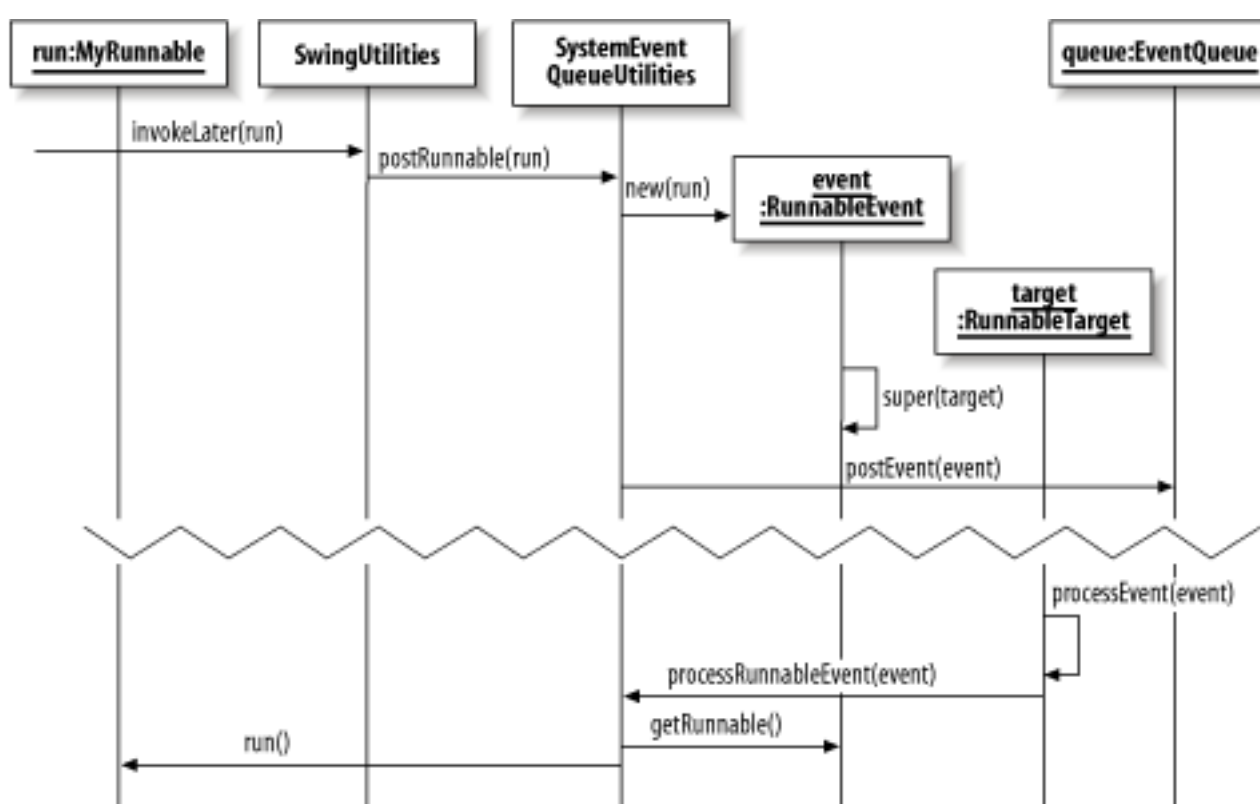 run:MyRunnable
SwingUtilities
SystemEvent
QueueUtilities
queue:EventQueue
invokeLater(run)
postRunnable(run)
new(run)
event
:RunnableEvent
target
:RunnableTarget
super(target)
postEvent(event)
processEvent(event)
processRunnableEvent(event)
getRunnable()
run()